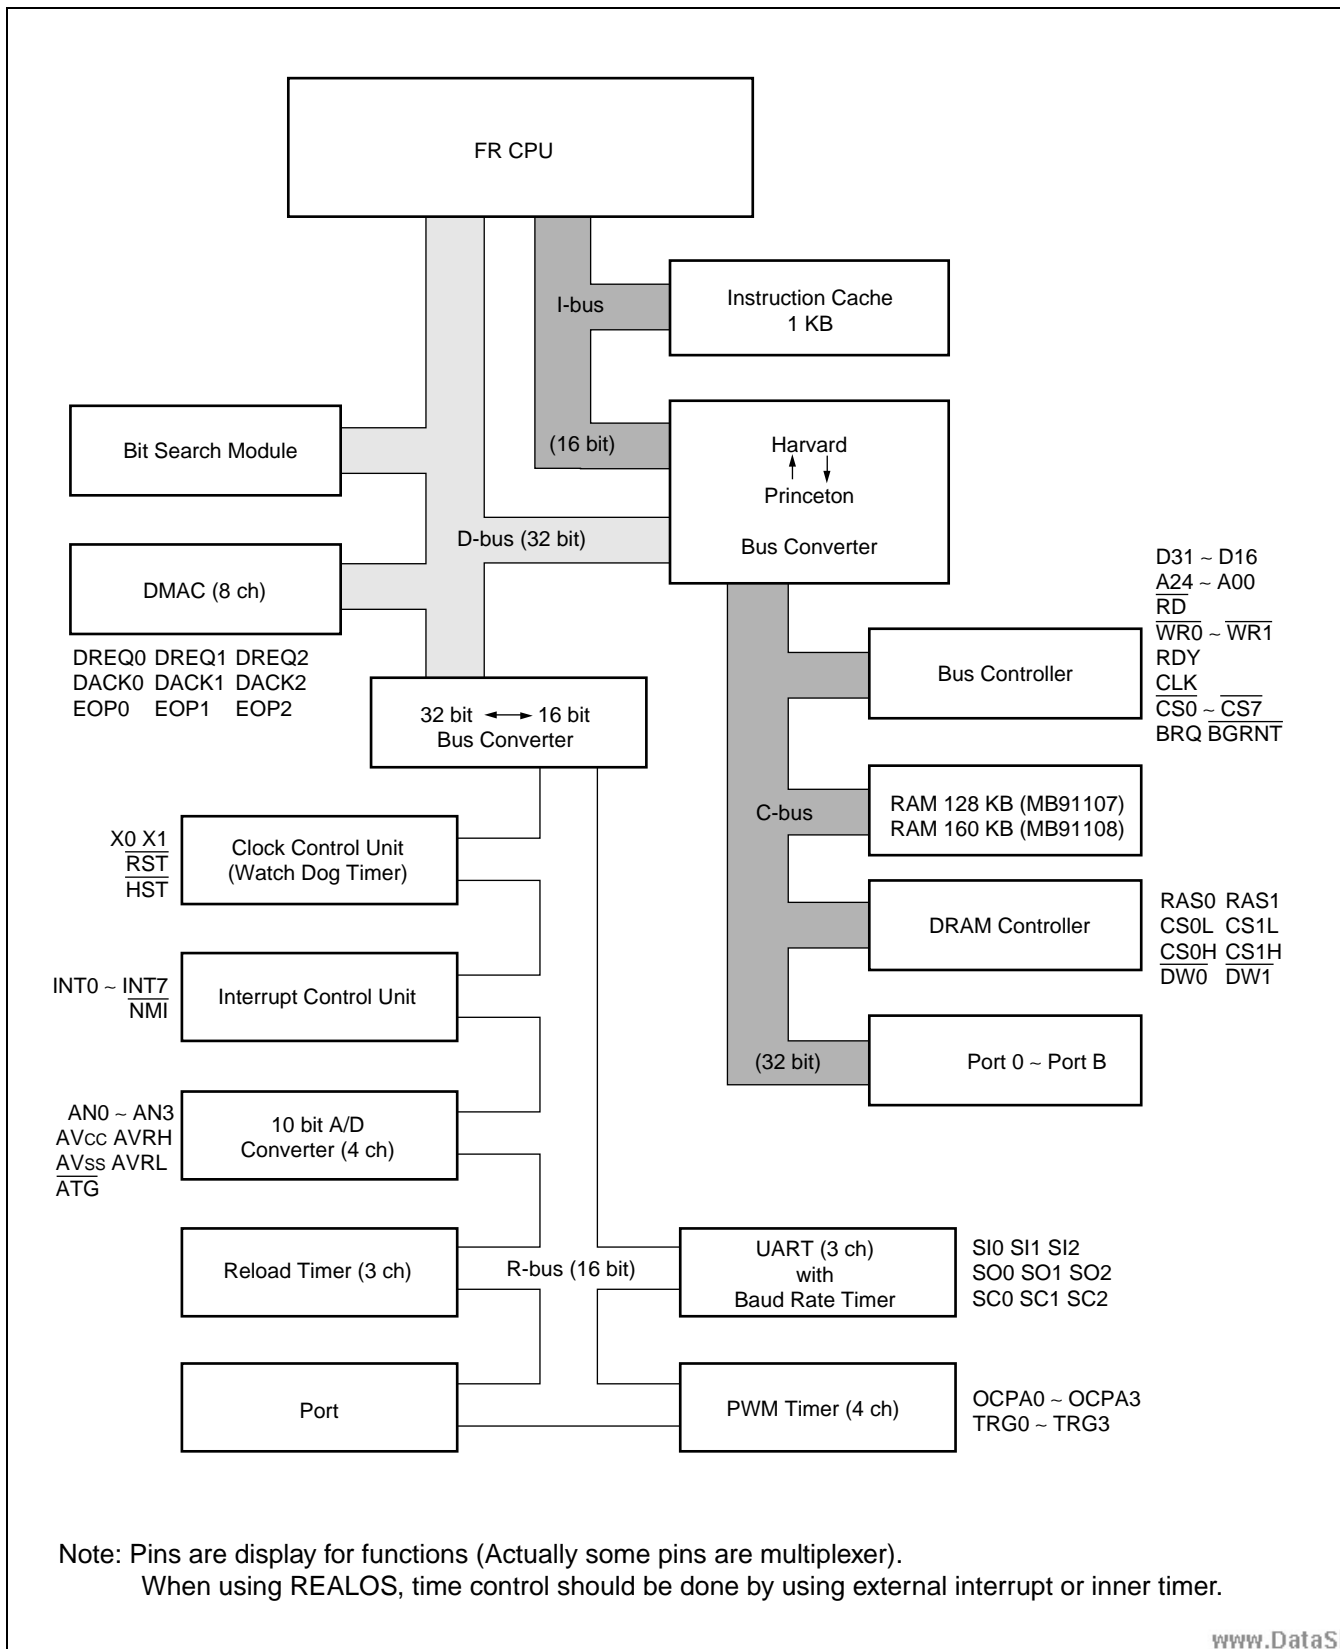 FR CPU
I-bus
Instruction Cache
1 KB
Bit Search Module
(16 bit)
Harvard
Princeton
Bus Converter
D-bus (32 bit)
DMAC (8 ch)
DREQ0 DREQ1 DREQ2
DACK0 DACK1 DACK2
EOP0 EOP1 EOP2
D31 ~ D16
A24 ~ A00
RD
WR0 ~ WR1
RDY
CLK
CS0 ~ CS7
BRQ BGRNT
Bus Controller
32 bit ↔ 16 bit
Bus Converter
C-bus
RAM 128 KB (MB91107)
RAM 160 KB (MB91108)
X0 X1
RST
HST
Clock Control Unit
(Watch Dog Timer)
DRAM Controller
RAS0 RAS1
CS0L CS1L
CS0H CS1H
DW0 DW1
INT0 ~ INT7
NMI
Interrupt Control Unit
(32 bit)
Port 0 ~ Port B
AN0 ~ AN3
AVCC AVRH
AVSS AVRL
ATG
10 bit A/D
Converter (4 ch)
Reload Timer (3 ch)
R-bus (16 bit)
UART (3 ch)
with
Baud Rate Timer
SI0 SI1 SI2
SO0 SO1 SO2
SC0 SC1 SC2
Port
PWM Timer (4 ch)
OCPA0 ~ OCPA3
TRG0 ~ TRG3
Note: Pins are display for functions (Actually some pins are multiplexer).
When using REALOS, time control should be done by using external interrupt or inner timer.
www.DataS